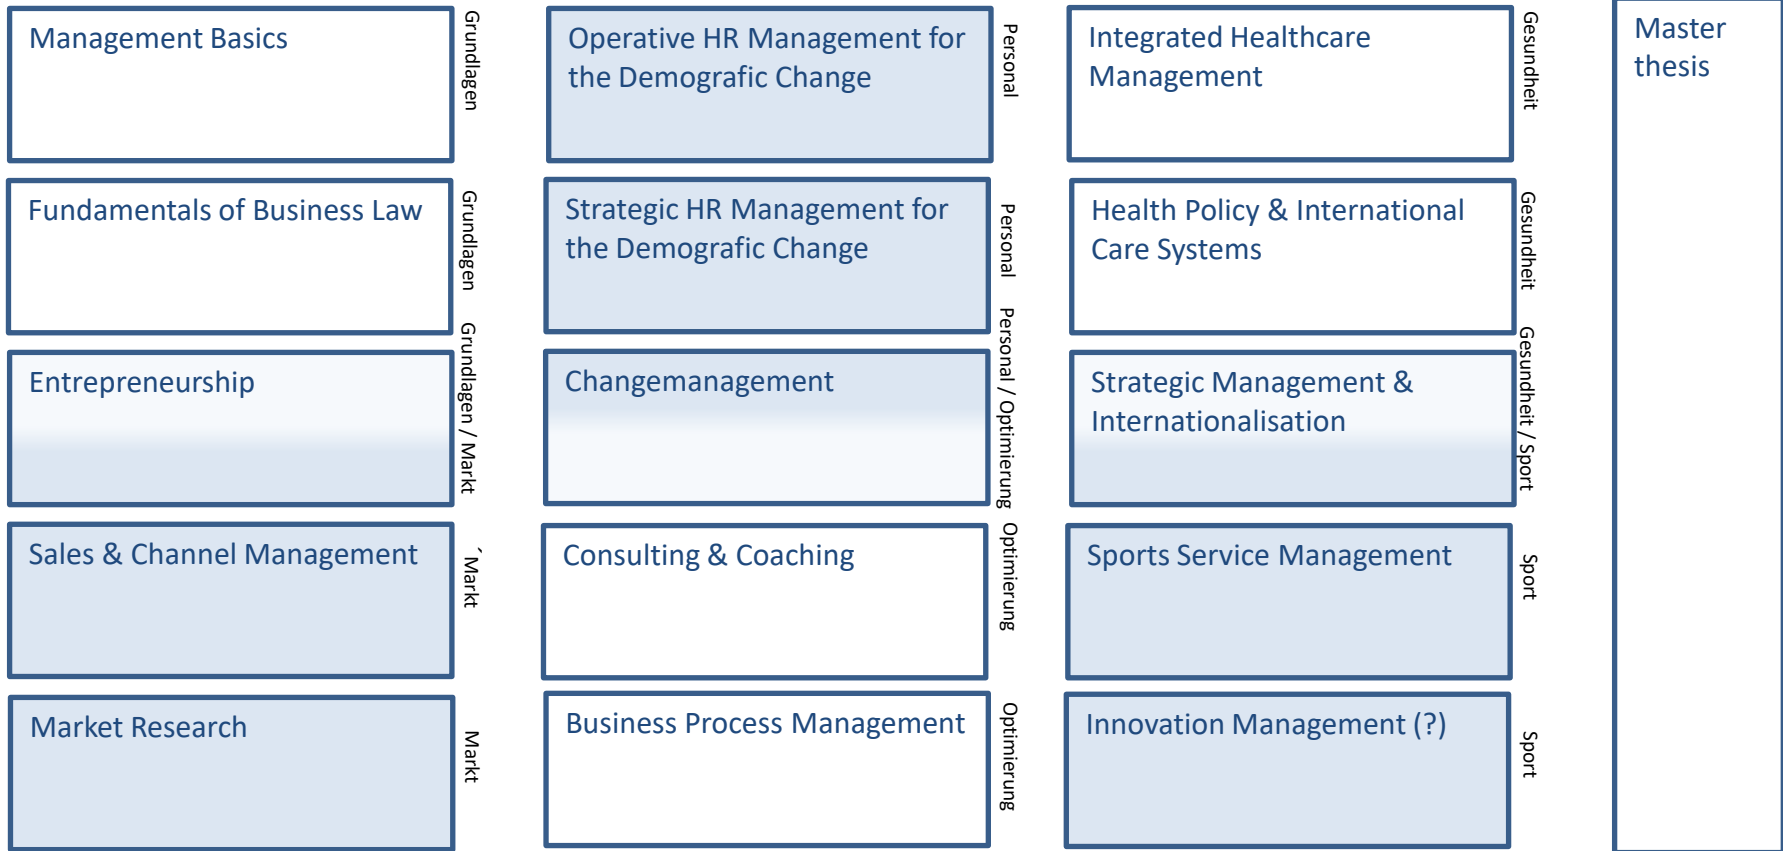 Management Basics
Grundlagen
Fundamentals of Business Law
Grundlagen
Entrepreneurship
Grundlagen / Markt
Sales & Channel Management
´Markt
Market Research
Markt
Operative HR Management for
the Demografic Change
Personal
Strategic HR Management for
the Demografic Change
Personal
Changemanagement
Personal / Optimierung
Consulting & Coaching
Optimierung
Business Process Management
Optimierung
Integrated Healthcare
Management
Gesundheit
Health Policy & International
Care Systems
Gesundheit
Strategic Management &
Internationalisation
Gesundheit / Sport
Sports Service Management
Sport
Innovation Management (?)
Sport
Master
thesis